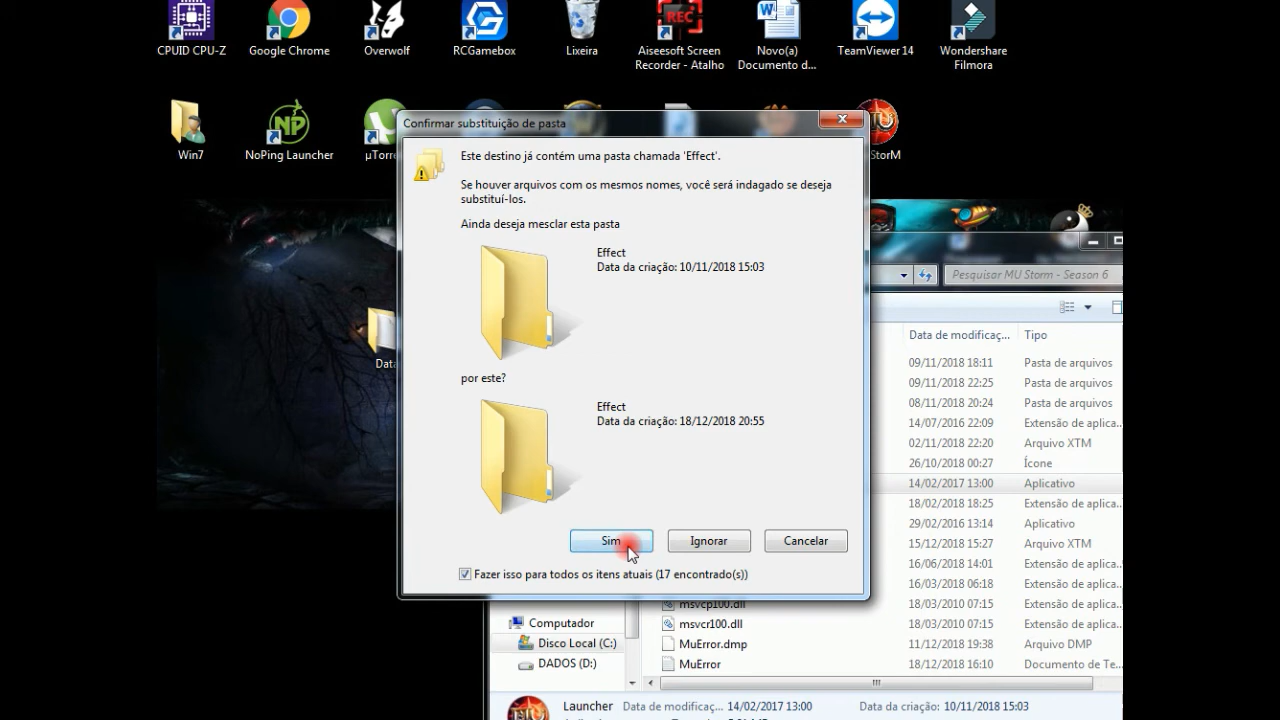 CPUID CPU-Z
Google Chrome
Overwolf
RCGamebox
Lixeira
REC
Aiseesoft Screen
Recorder - Atalho
Novo(a)
Documento d...
TeamViewer 14
Wondershare
Filmora
Win7
NoPing Launcher
StorM
Confirmar substituição de pasta
Este destino já contém uma pasta chamada 'Effect'.
Se houver arquivos com os mesmos nomes, você será indagado se deseja
substituí-los.
Ainda deseja mesclar esta pasta
Effect
Data da criação: 10/11/2018 15:03
por este?
Effect
Data da criação: 18/12/2018 20:55
Sim
Ignorar
Cancelar
Fazer isso para todos os itens atuais (17 encontrado(s))
Data
Pesquisar MU Storm - Season 6
Data de modificaç... Tipo
09/11/2018 18:11 Pasta de arquivos
09/11/2018 22:25 Pasta de arquivos
08/11/2018 20:24 Pasta de arquivos
14/07/2016 22:09 Extensão de aplica...
02/11/2018 22:20 Arquivo XTM
26/10/2018 00:27 Ícone
14/02/2017 13:00 Aplicativo
18/02/2018 18:25 Extensão de aplica...
29/02/2016 13:14 Aplicativo
15/12/2018 15:27 Arquivo XTM
16/06/2018 14:01 Extensão de aplica...
16/03/2018 06:18 Extensão de aplica...
msvcp100.dll 18/03/2010 07:15 Extensão de aplica...
msvcr100.dll 18/03/2010 07:15 Extensão de aplica...
MuError.dmp 11/12/2018 19:38 Arquivo DMP
MuError 18/12/2018 16:10 Documento de Te...
Computador
Disco Local (C:)
DADOS (D:)
Launcher Data de modificaç... 14/02/2017 13:00 Data da criação: 10/11/2018 15:03